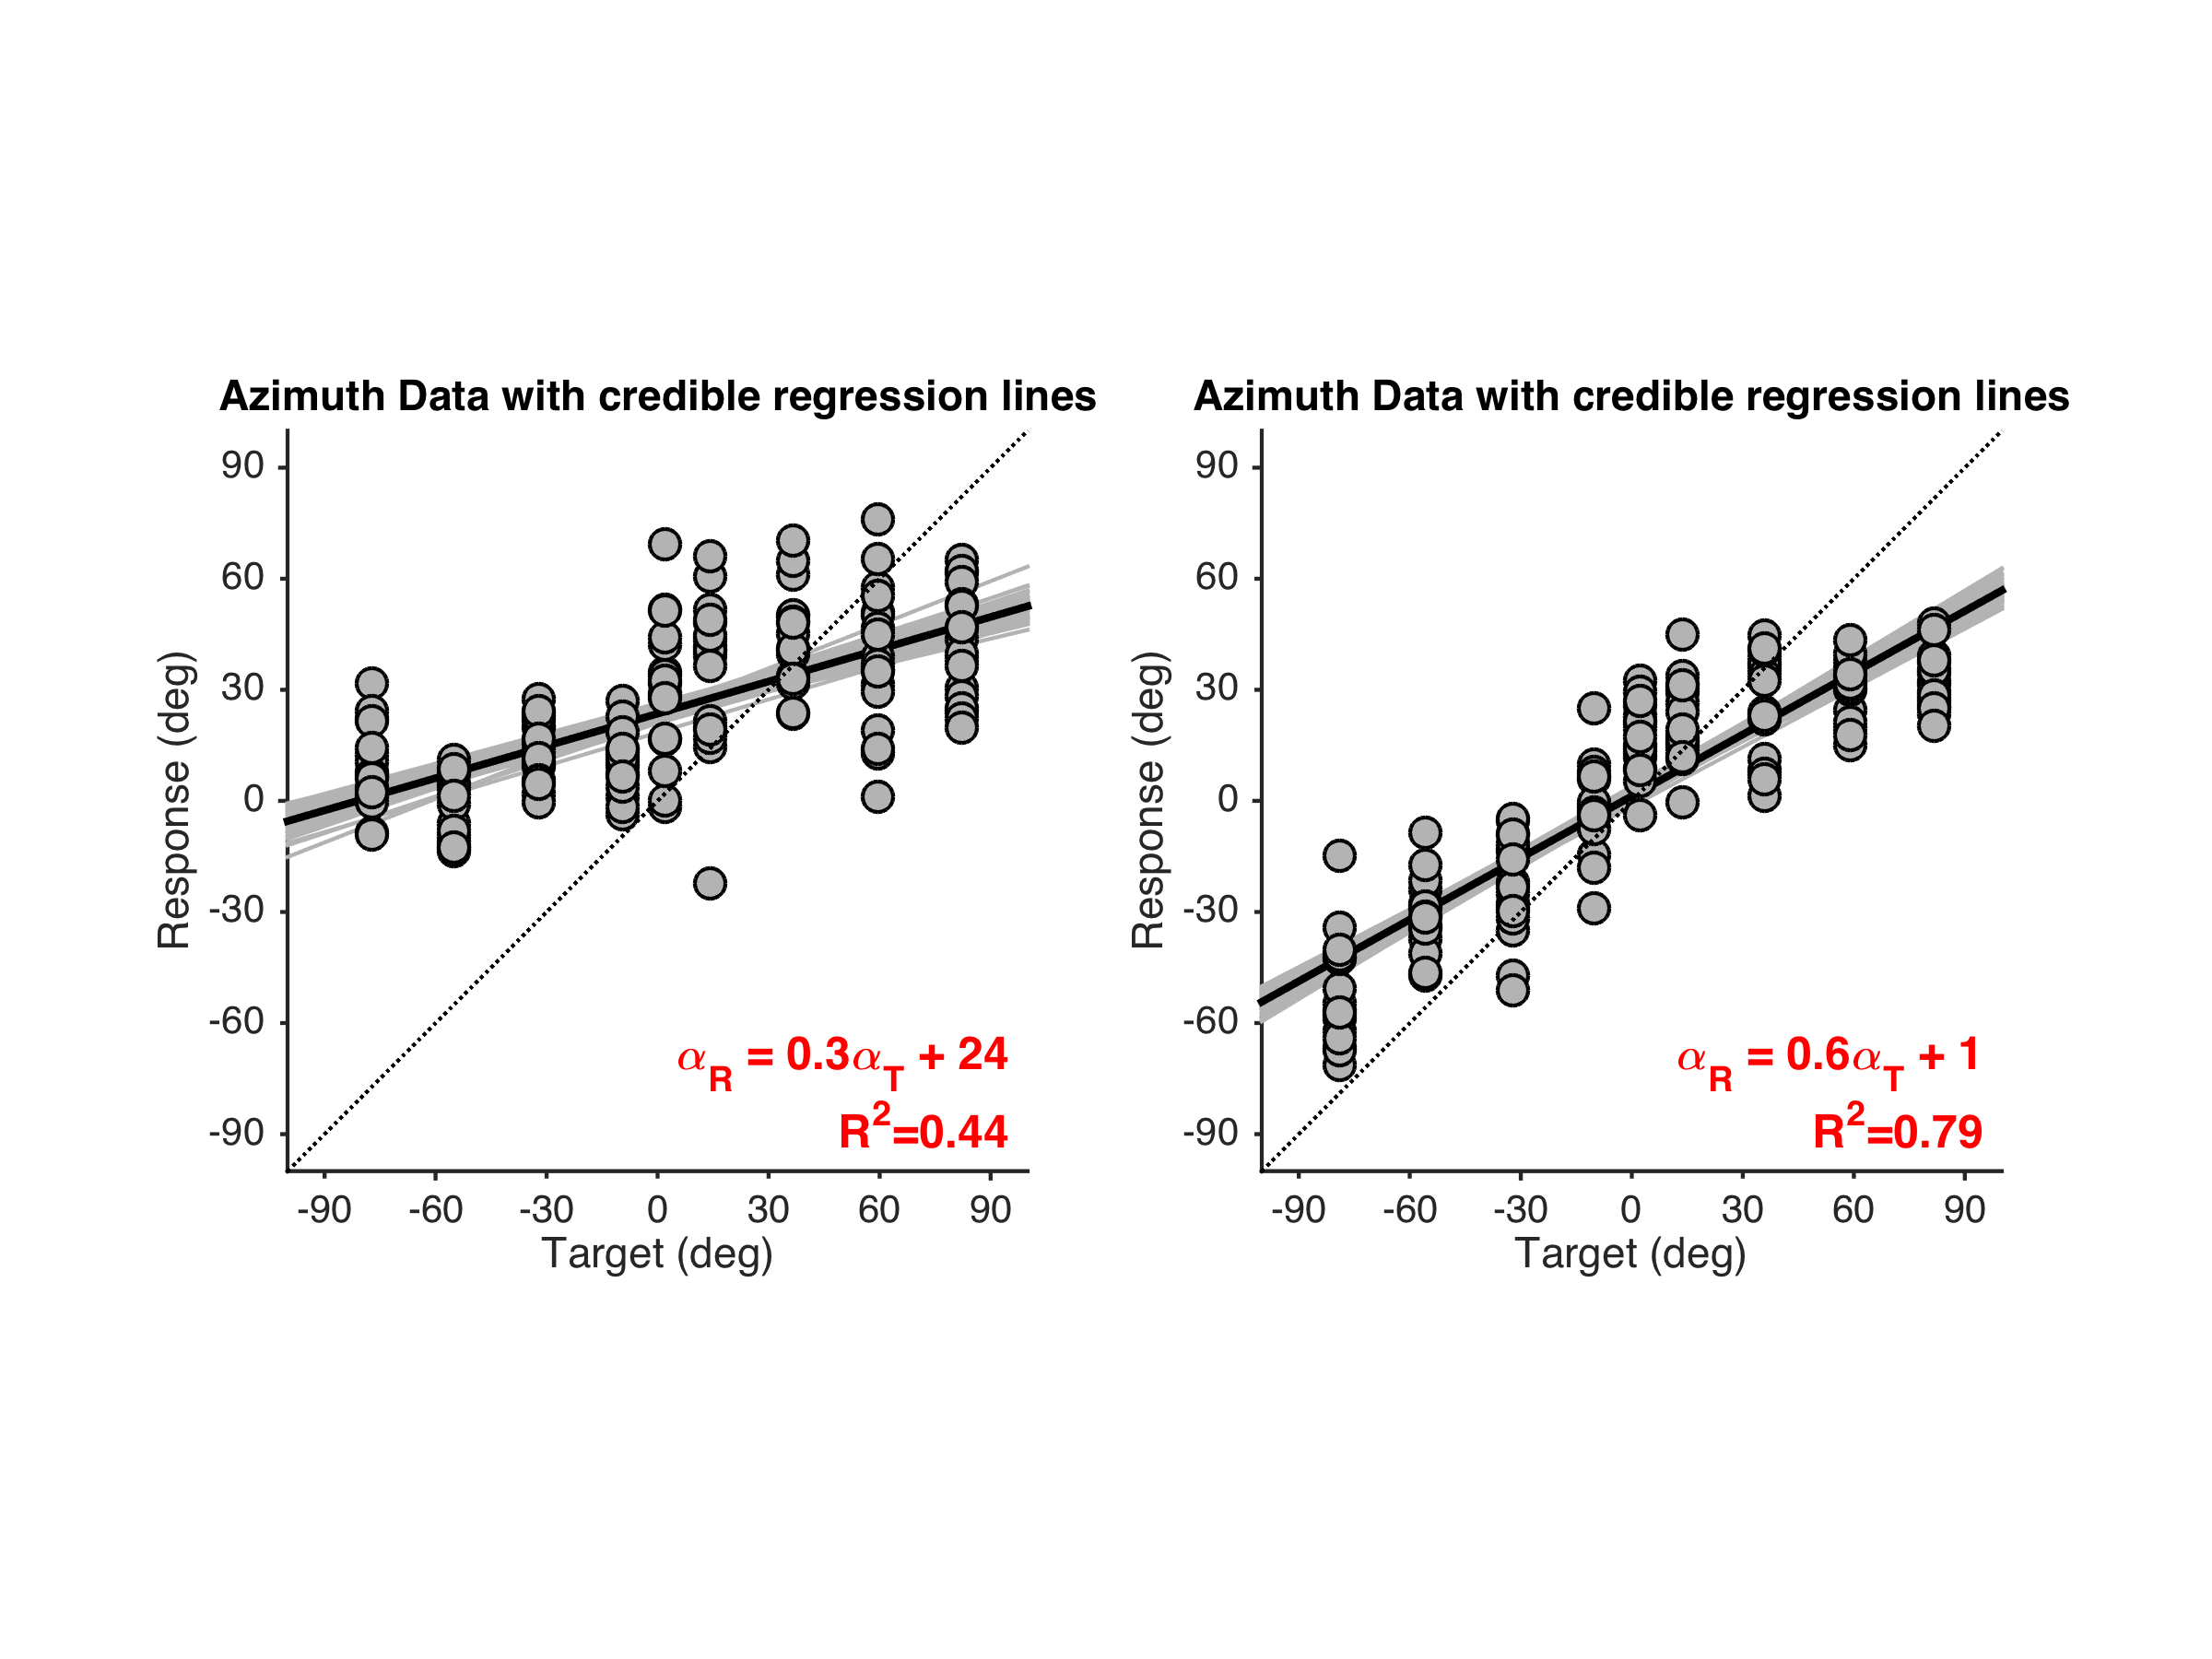 Azimuth Data with credible regression lines
90
60
30
0
-30
-60
-90
Response (deg)
αR = 0.3αT + 24
R2=0.44
-90 -60 -30 0 30 60 90
Target (deg)
Azimuth Data with credible regression lines
90
60
30
0
-30
-60
-90
Response (deg)
αR = 0.6αT + 1
R2=0.79
-90 -60 -30 0 30 60 90
Target (deg)